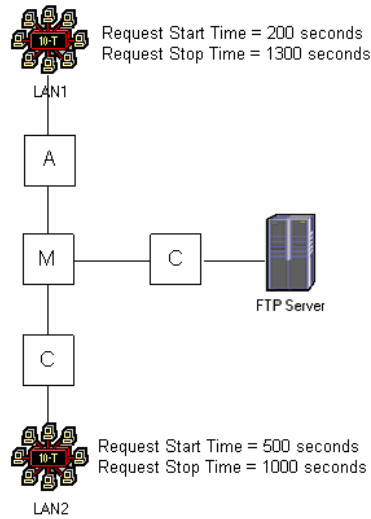 10-T
Request Start Time = 200 seconds
Request Stop Time = 1300 seconds
LAN1
A
M
C
FTP Server
C
10-T
Request Start Time = 500 seconds
Request Stop Time = 1000 seconds
LAN2